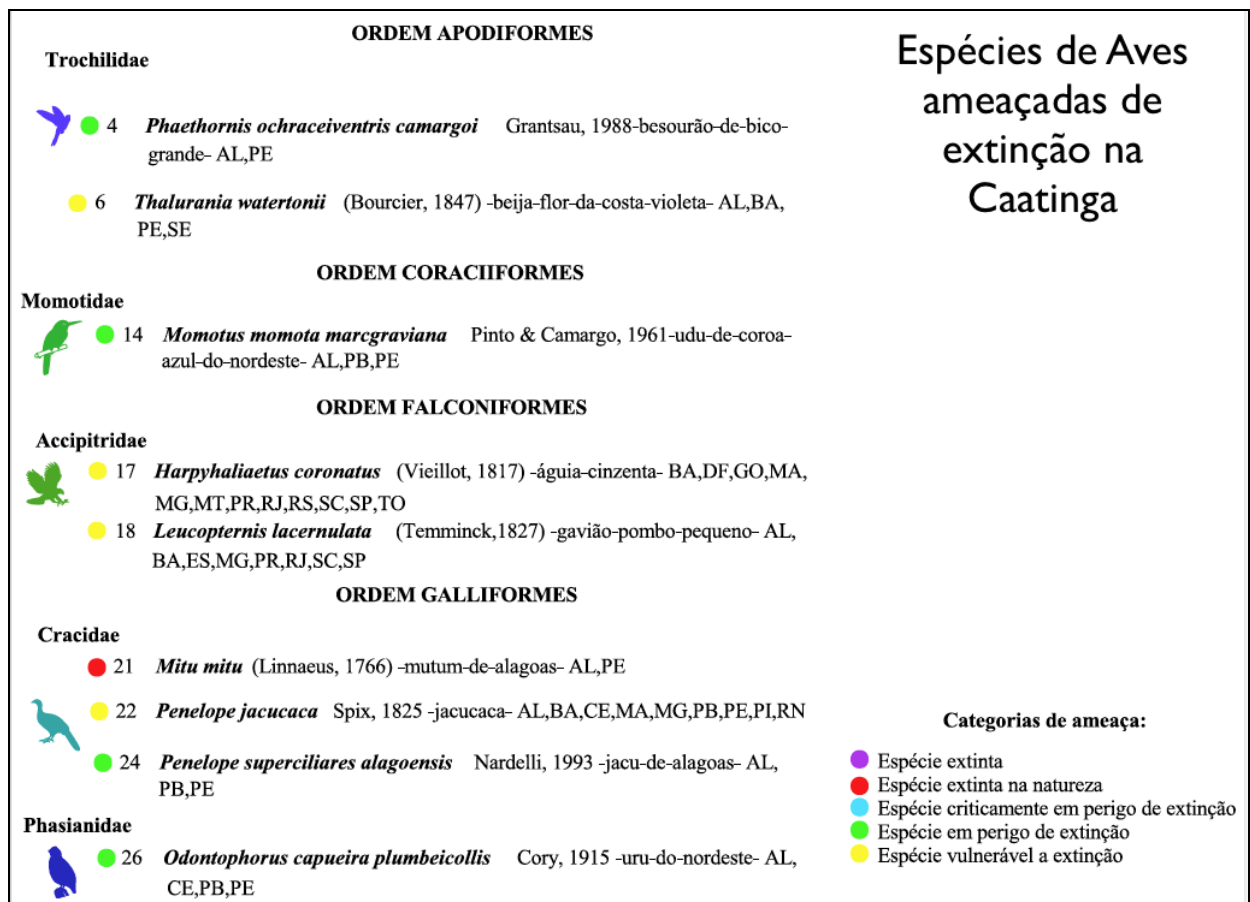 ORDEM APODIFORMES
Trochilidae
4 Phaethornis ochraceiventris camargoi Grantsau, 1988-besourão-de-bico-
grande- AL,PE
6 Thalurania watertonii (Bourcier, 1847) -beija-flor-da-costa-violeta- AL,BA,
PE,SE
ORDEM CORACIIFORMES
Momotidae
14 Momotus momota marcgraviana Pinto & Camargo, 1961-udu-de-coroa-
azul-do-nordeste- AL,PB,PE
ORDEM FALCONIFORMES
Accipitridae
17 Harpyhaliaetus coronatus (Vieillot, 1817) -águia-cinzenta- BA,DF,GO,MA,
MG,MT,PR,RJ,RS,SC,SP,TO
18 Leucopternis lacernulata (Temminck,1827) -gavião-pombo-pequeno- AL,
BA,ES,MG,PR,RJ,SC,SP
ORDEM GALLIFORMES
Cracidae
21 Mitu mitu (Linnaeus, 1766) -mutum-de-alagoas- AL,PE
22 Penelope jacucaca Spix, 1825 -jacucaca- AL,BA,CE,MA,MG,PB,PE,PI,RN
24 Penelope superciliares alagoensis Nardelli, 1993 -jacu-de-alagoas- AL,
PB,PE
Phasianidae
26 Odontophorus capueira plumbeicollis Cory, 1915 -uru-do-nordeste- AL,
CE,PB,PE
Espécies de Aves
ameaçadas de
extinção na
Caatinga
Categorias de ameaça:
Espécie extinta
Espécie extinta na natureza
Espécie criticamente em perigo de extinção
Espécie em perigo de extinção
Espécie vulnerável a extinção